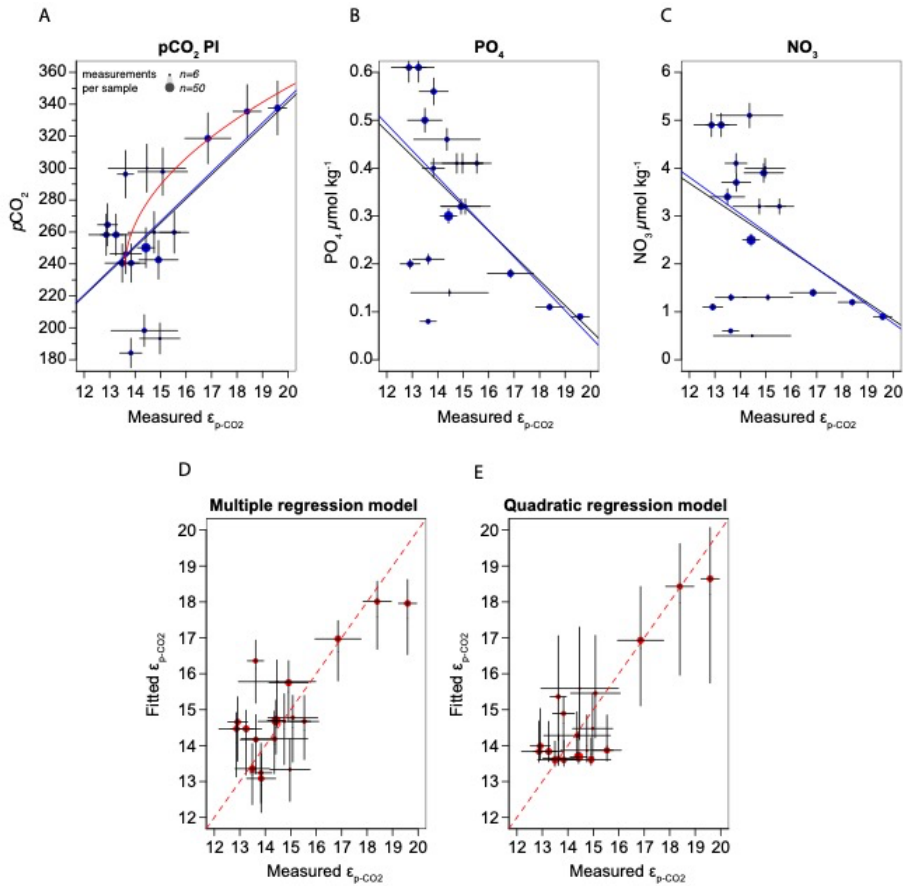 A
B
C
pCO2 PI
PO4
NO3
measurements per sample
n=6
n=50
360
340
320
300
280
260
240
220
200
180
pCO2
12 13 14 15 16 17 18 19 20
Measured εp-CO2
0.6
0.5
0.4
0.3
0.2
0.1
0.0
PO4 µmol kg-1
12 13 14 15 16 17 18 19 20
Measured εp-CO2
6
5
4
3
2
1
0
NO3 µmol kg-1
12 13 14 15 16 17 18 19 20
Measured εp-CO2
D
E
Multiple regression model
Quadratic regression model
20
19
18
17
16
15
14
13
12
Fitted εp-CO2
12 13 14 15 16 17 18 19 20
Measured εp-CO2
20
19
18
17
16
15
14
13
12
Fitted εp-CO2
12 13 14 15 16 17 18 19 20
Measured εp-CO2